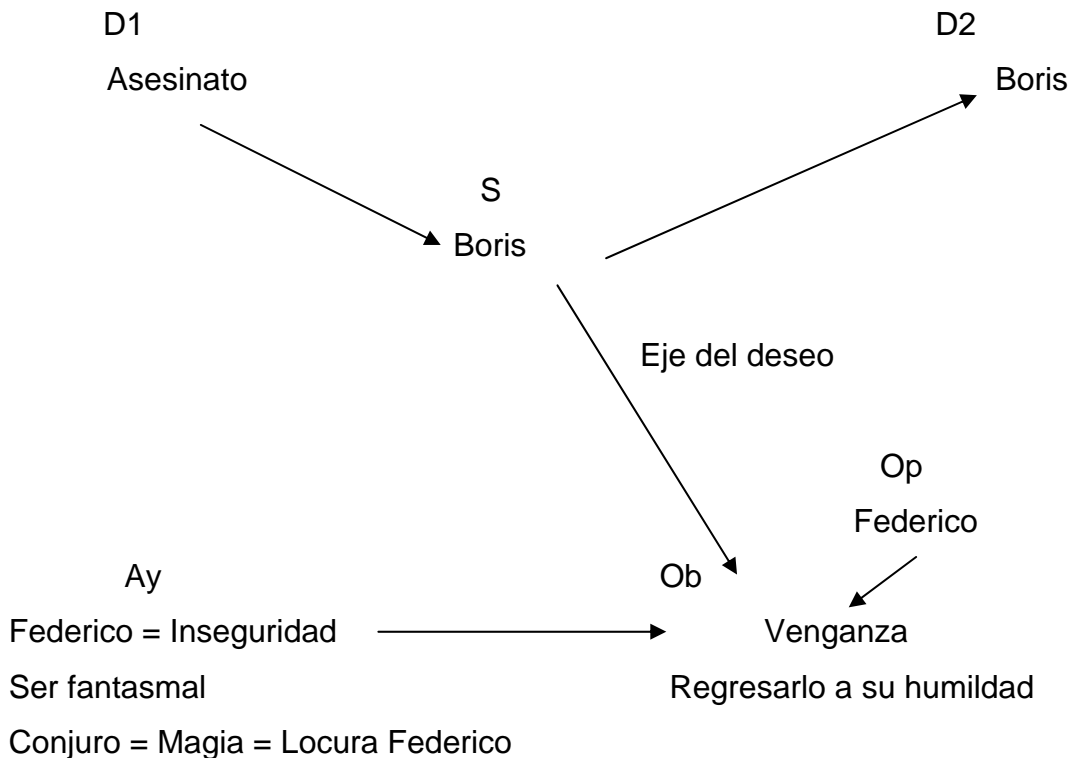 D1 D2
Asesinato Boris
S
Boris
Eje del deseo
Op
Federico
Ay Ob
Federico = Inseguridad Venganza
Ser fantasmal Regresarlo a su humildad
Conjuro = Magia = Locura Federico